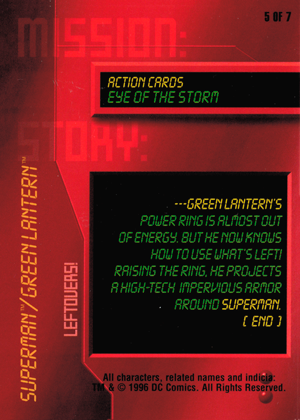 5 OF 7
MISSION:
ACTION CARDS
EYE OF THE STORM
STORY:
SUPERMAN™/GREEN LANTERN™
LEFTOVERS!
---GREEN LANTERN'S
POWER RING IS ALMOST OUT
OF ENERGY. BUT HE NOW KNOWS
HOW TO USE WHAT'S LEFT!
RAISING THE RING, HE PROJECTS
A HIGH-TECH IMPERVIOUS ARMOR
AROUND SUPERMAN.
( END )
All characters, related names and indicia:
TM & © 1996 DC Comics. All Rights Reserved.